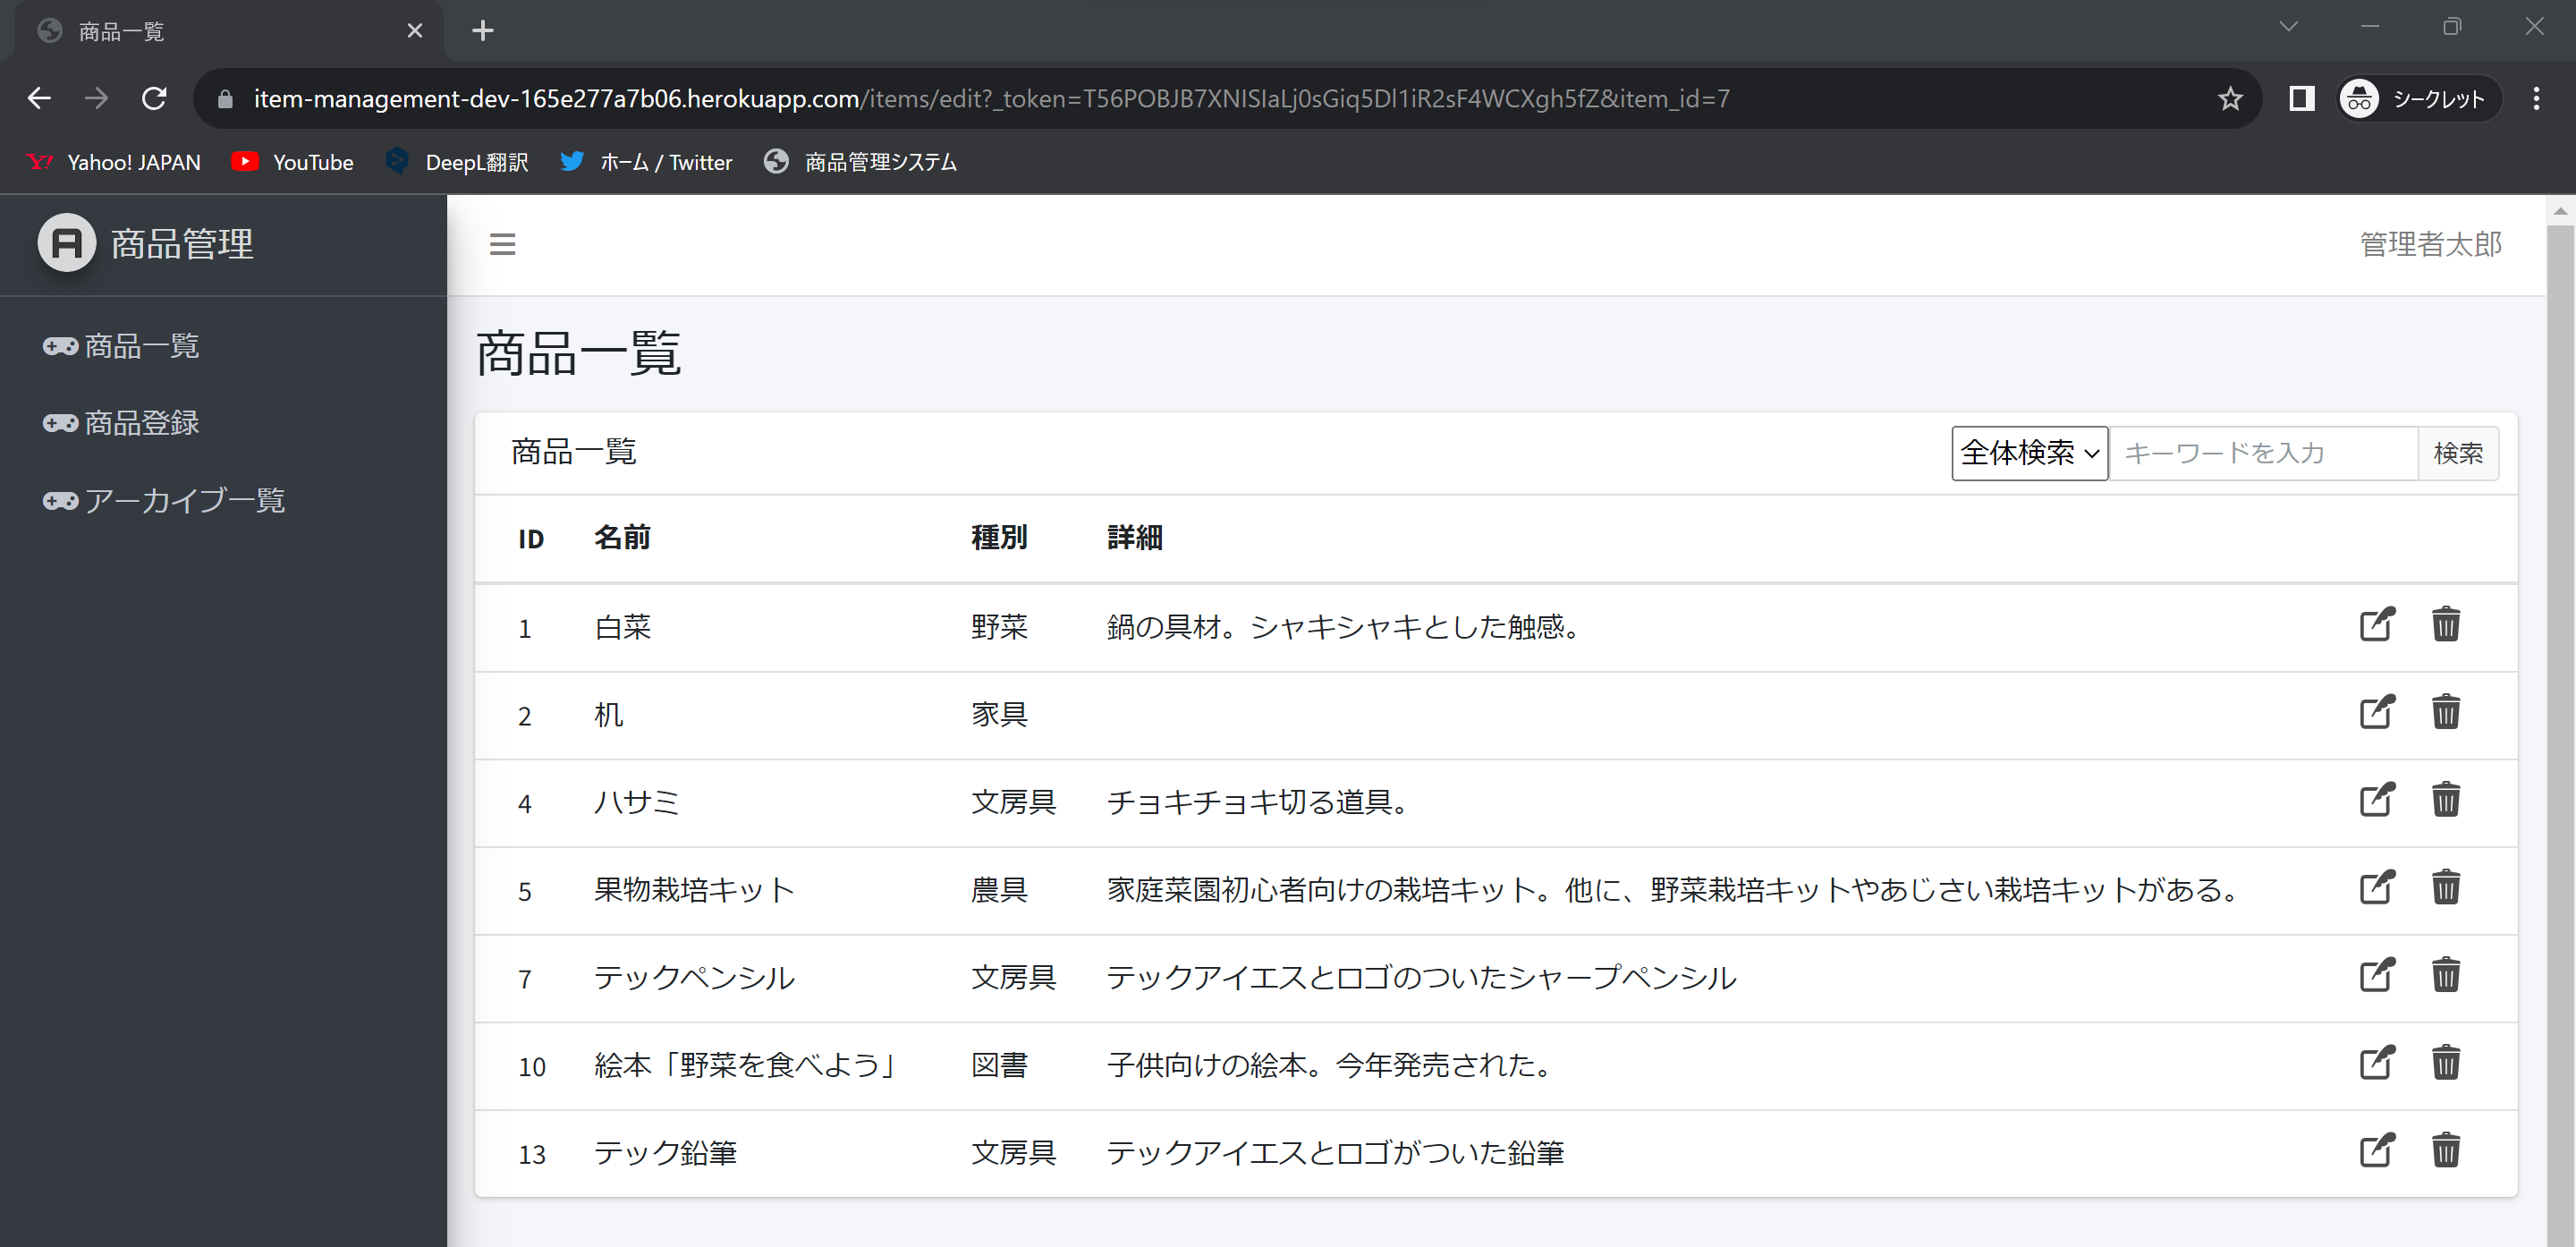 商品一覧
item-management-dev-165e277a7b06.herokuapp.com/items/edit?_token=T56POBJB7XNISIaLj0sGiq5Dl1iR2sF4WCXgh5fZ&item_id=7
シークレット
Yahoo! JAPAN YouTube DeepL翻訳 ホーム / Twitter 商品管理システム
商品管理
管理者太郎
商品一覧
商品登録
アーカイブ一覧
商品一覧
商品一覧 全体検索 キーワードを入力 検索
ID 名前 種別 詳細
1 白菜 野菜 鍋の具材。シャキシャキとした触感。
2 机 家具
4 ハサミ 文房具 チョキチョキ切る道具。
5 果物栽培キット 農具 家庭菜園初心者向けの栽培キット。他に、野菜栽培キットやあじさい栽培キットがある。
7 テックペンシル 文房具 テックアイエスとロゴのついたシャープペンシル
10 絵本「野菜を食べよう」 図書 子供向けの絵本。今年発売された。
13 テック鉛筆 文房具 テックアイエスとロゴがついた鉛筆